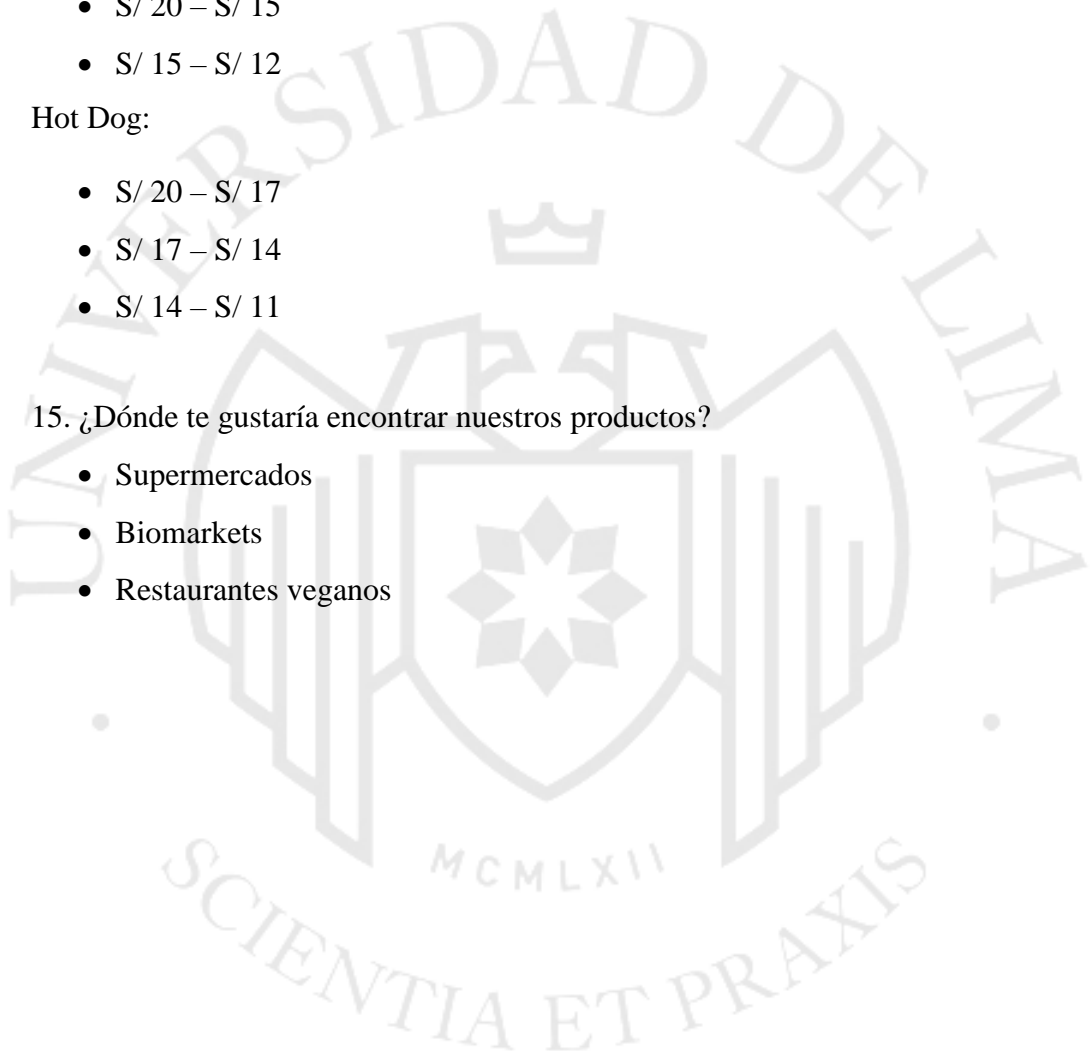 • S/ 20 – S/ 15
• S/ 15 – S/ 12
Hot Dog:
• S/ 20 – S/ 17
• S/ 17 – S/ 14
• S/ 14 – S/ 11
15. ¿Dónde te gustaría encontrar nuestros productos?
• Supermercados
• Biomarkets
• Restaurantes veganos
UNIVERSIDAD DE LIMA
MCMLXII
SCIENTIA ET PRAXIS